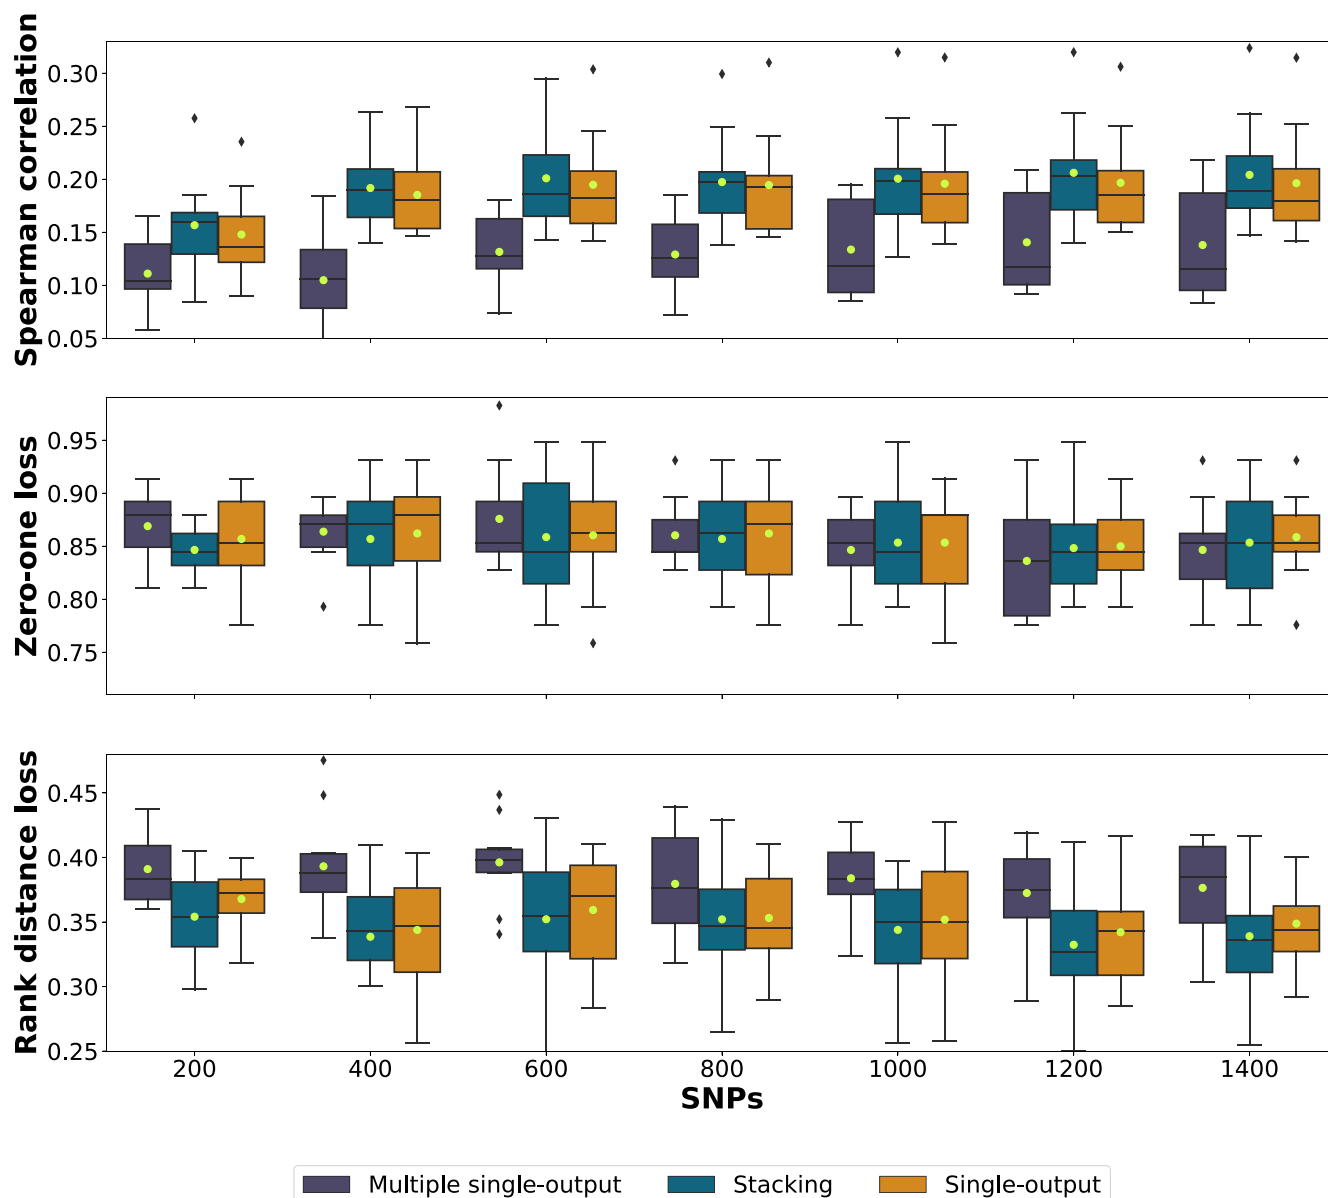 Spearman correlation
0.30
0.25
0.20
0.15
0.10
0.05
Zero-one loss
0.95
0.90
0.85
0.80
0.75
Rank distance loss
0.45
0.40
0.35
0.30
0.25
200 400 600 800 1000 1200 1400
SNPs
Multiple single-output Stacking Single-output